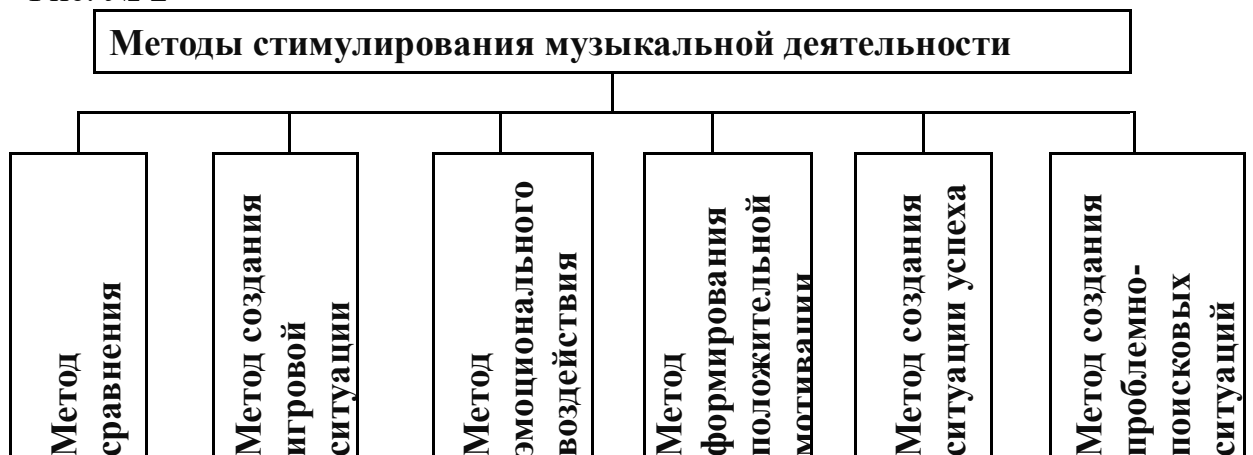 Методы стимулирования музыкальной деятельности
Метод
сравнения
Метод создания
игровой
ситуации
Метод
эмоционального
воздействия
Метод
формирования
положительной
мотивации
Метод создания
ситуации успеха
Метод создания
проблемно-
поисковых
ситуаций